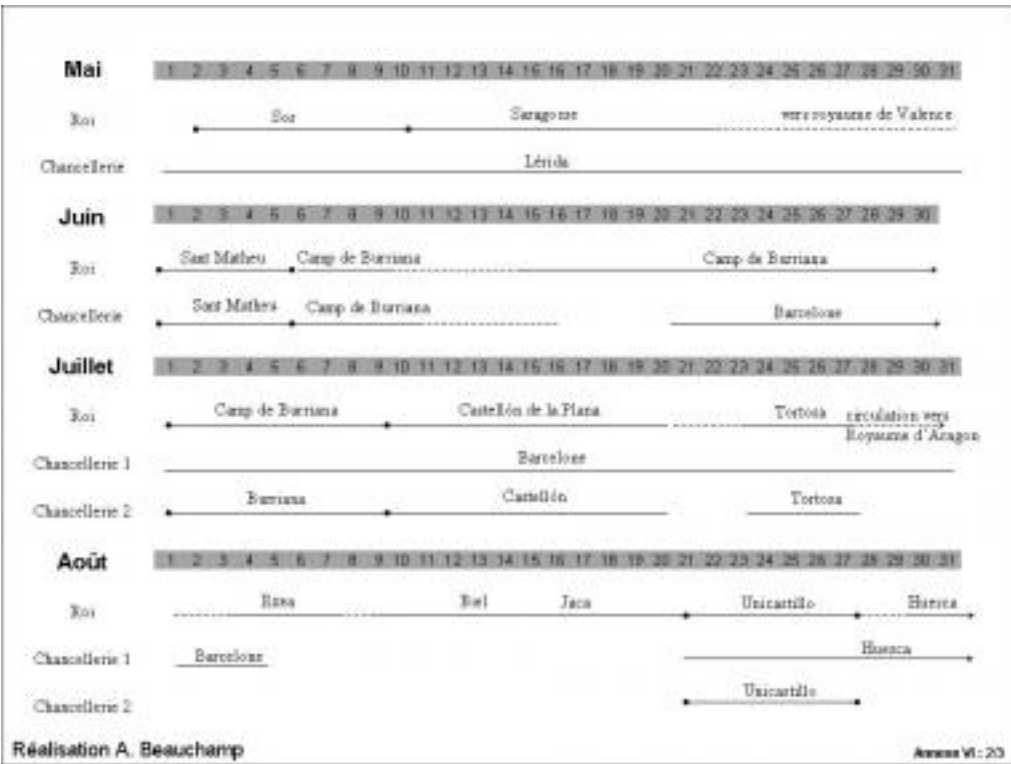 Mai 1 2 3 4 5 6 7 8 9 10 11 12 13 14 15 16 17 18 19 20 21 22 23 24 25 26 27 28 29 30 31
Roi Sos Saragosse vers royaume de Valence
Chancellerie Lérida
Juin 1 2 3 4 5 6 7 8 9 10 11 12 13 14 15 16 17 18 19 20 21 22 23 24 25 26 27 28 29 30
Roi Sant Matheu Camp de Burriana Camp de Burriana
Chancellerie Sant Matheu Camp de Burriana Barcelone
Juillet 1 2 3 4 5 6 7 8 9 10 11 12 13 14 15 16 17 18 19 20 21 22 23 24 25 26 27 28 29 30 31
Roi Camp de Burriana Castellón de la Plana Tortosa circulation vers
Royaume d'Aragon
Chancellerie 1 Barcelone
Chancellerie 2 Burriana Castellón Tortosa
Août 1 2 3 4 5 6 7 8 9 10 11 12 13 14 15 16 17 18 19 20 21 22 23 24 25 26 27 28 29 30 31
Roi Biel Jaca Unicastillo Huesca
Chancellerie 1 Barcelone Huesca
Chancellerie 2 Unicastillo
Réalisation A. Beauchamp
Annexe VI : 2/3